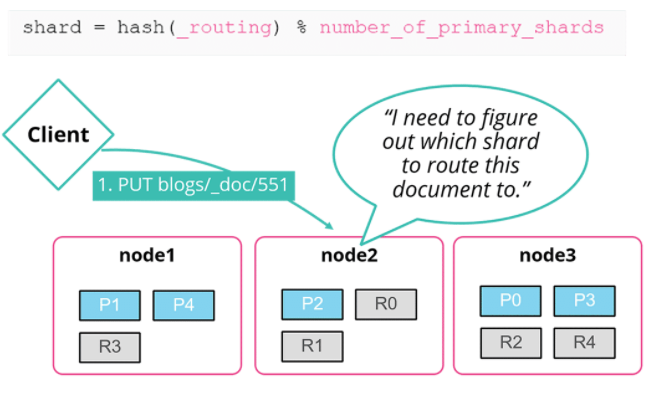 shard = hash(_routing) % number_of_primary_shards
Client
“I need to figure
out which shard
to route this
document to.”
1. PUT blogs/_doc/551
node1
node2
node3
P1 P4
R3
P2 R0
R1
P0 P3
R2 R4